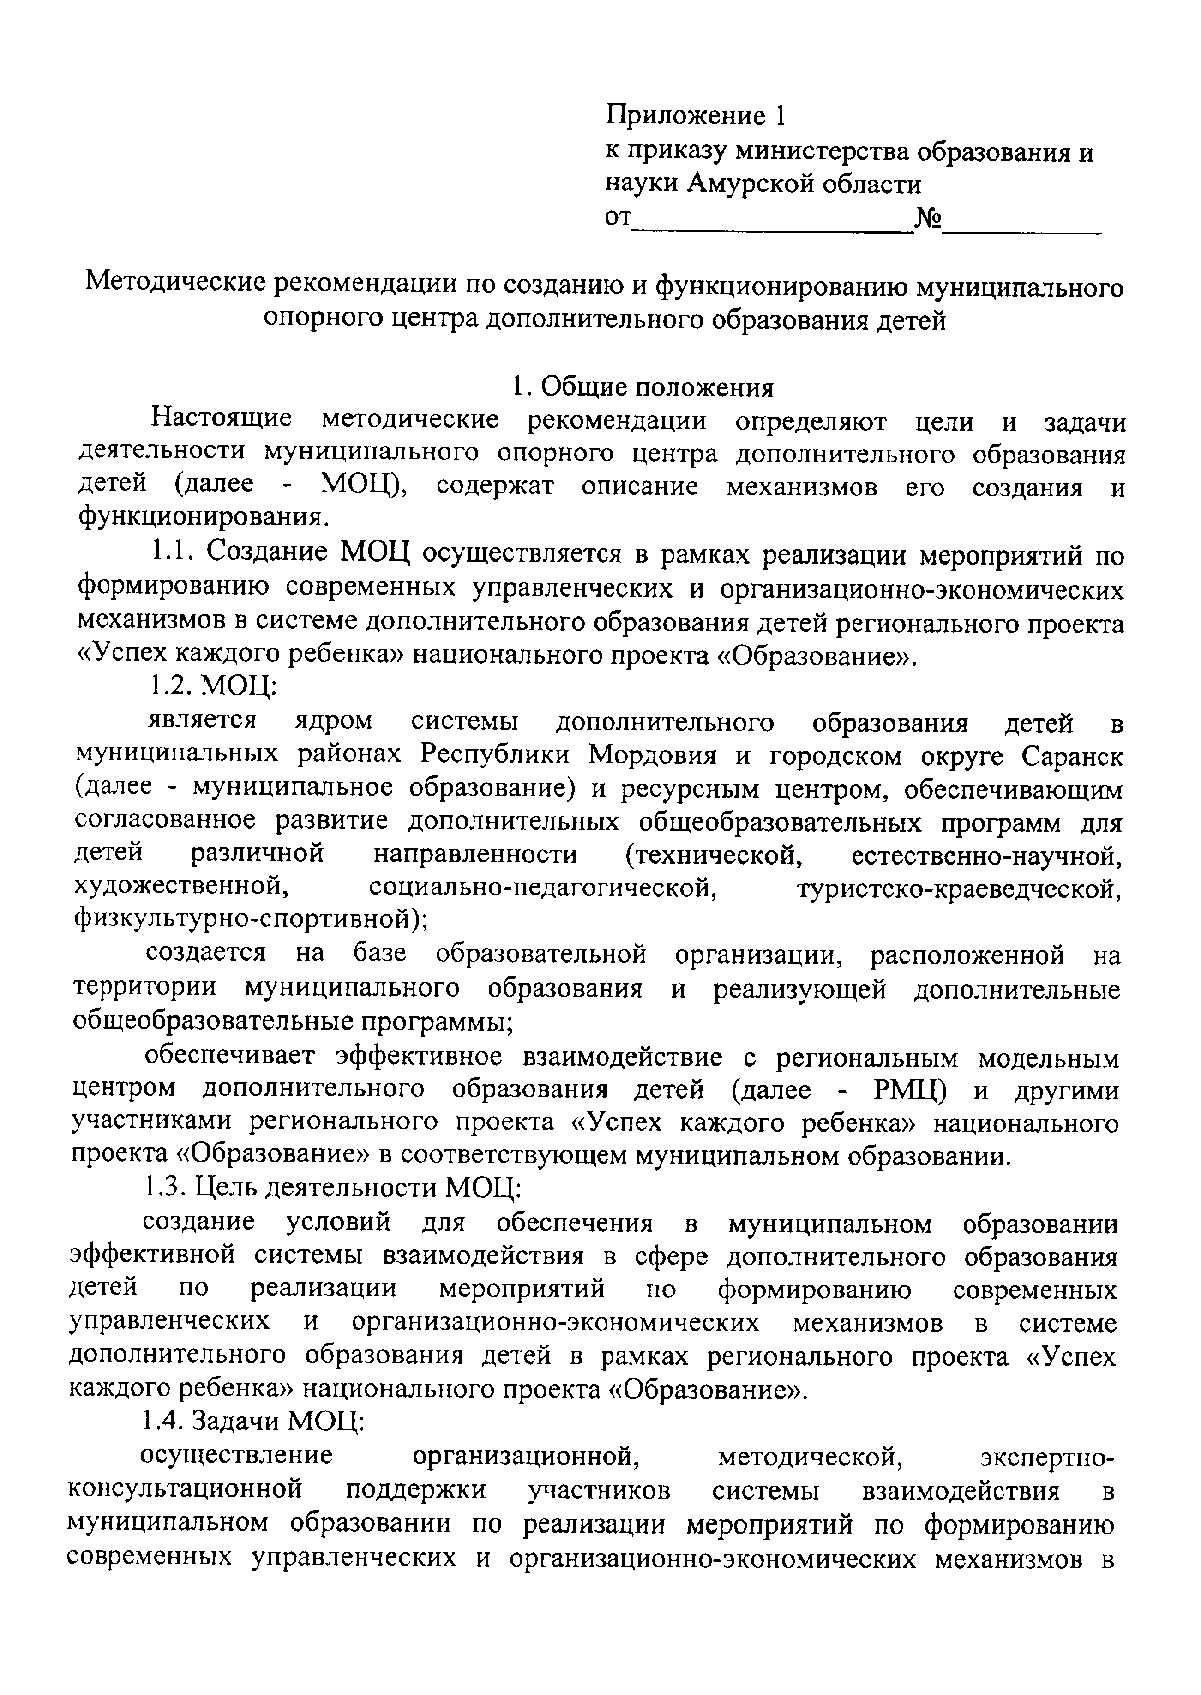 Приложение 1
к приказу министерства образования и
науки Амурской области
от____________________№___________
Методические рекомендации по созданию и функционированию муниципального
опорного центра дополнительного образования детей
1. Общие положения
Настоящие методические рекомендации определяют цели и задачи
деятельности муниципального опорного центра дополнительного образования
детей (далее - МОЦ), содержат описание механизмов его создания и
функционирования.
1.1. Создание МОЦ осуществляется в рамках реализации мероприятий по
формированию современных управленческих и организационно-экономических
механизмов в системе дополнительного образования детей регионального проекта
«Успех каждого ребенка» национального проекта «Образование».
1.2. МОЦ:
является ядром системы дополнительного образования детей в
муниципальных районах Республики Мордовия и городском округе Саранск
(далее - муниципальное образование) и ресурсным центром, обеспечивающим
согласованное развитие дополнительных общеобразовательных программ для
детей различной направленности (технической, естественно-научной,
художественной, социально-педагогической, туристско-краеведческой,
физкультурно-спортивной);
создается на базе образовательной организации, расположенной на
территории муниципального образования и реализующей дополнительные
общеобразовательные программы;
обеспечивает эффективное взаимодействие с региональным модельным
центром дополнительного образования детей (далее - РМЦ) и другими
участниками регионального проекта «Успех каждого ребенка» национального
проекта «Образование» в соответствующем муниципальном образовании.
1.3. Цель деятельности МОЦ:
создание условий для обеспечения в муниципальном образовании
эффективной системы взаимодействия в сфере дополнительного образования
детей по реализации мероприятий по формированию современных
управленческих и организационно-экономических механизмов в системе
дополнительного образования детей в рамках регионального проекта «Успех
каждого ребенка» национального проекта «Образование».
1.4. Задачи МОЦ:
осуществление организационной, методической, экспертно-
консультационной поддержки участников системы взаимодействия в
муниципальном образовании по реализации мероприятий по формированию
современных управленческих и организационно-экономических механизмов в